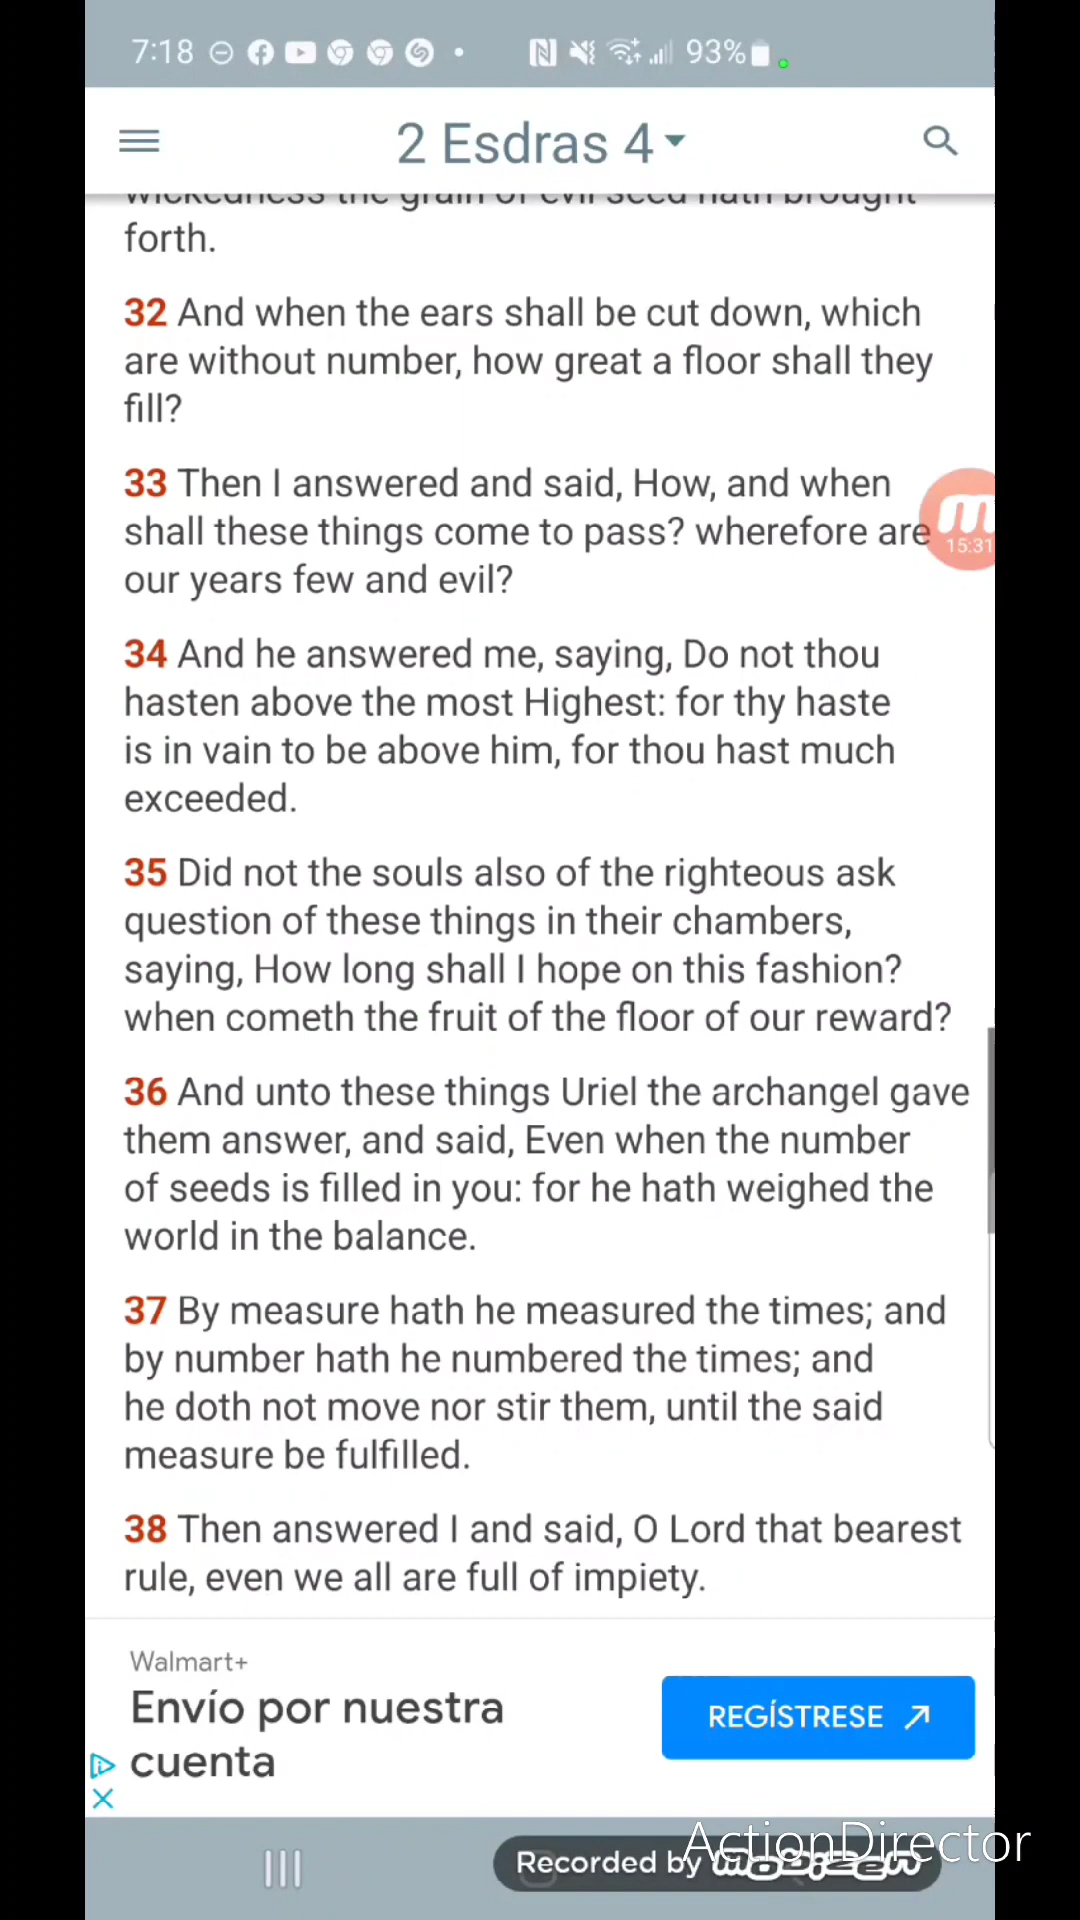 7:18 93%
2 Esdras 4
wickedness the grain of evil seed hath brought
forth.
32 And when the ears shall be cut down, which
are without number, how great a floor shall they
fill?
33 Then I answered and said, How, and when
shall these things come to pass? wherefore are
our years few and evil?
15:31
34 And he answered me, saying, Do not thou
hasten above the most Highest: for thy haste
is in vain to be above him, for thou hast much
exceeded.
35 Did not the souls also of the righteous ask
question of these things in their chambers,
saying, How long shall I hope on this fashion?
when cometh the fruit of the floor of our reward?
36 And unto these things Uriel the archangel gave
them answer, and said, Even when the number
of seeds is filled in you: for he hath weighed the
world in the balance.
37 By measure hath he measured the times; and
by number hath he numbered the times; and
he doth not move nor stir them, until the said
measure be fulfilled.
38 Then answered I and said, O Lord that bearest
rule, even we all are full of impiety.
Walmart+
Envío por nuestra
cuenta
REGÍSTRESE
ActionDirector
Recorded by mobizen